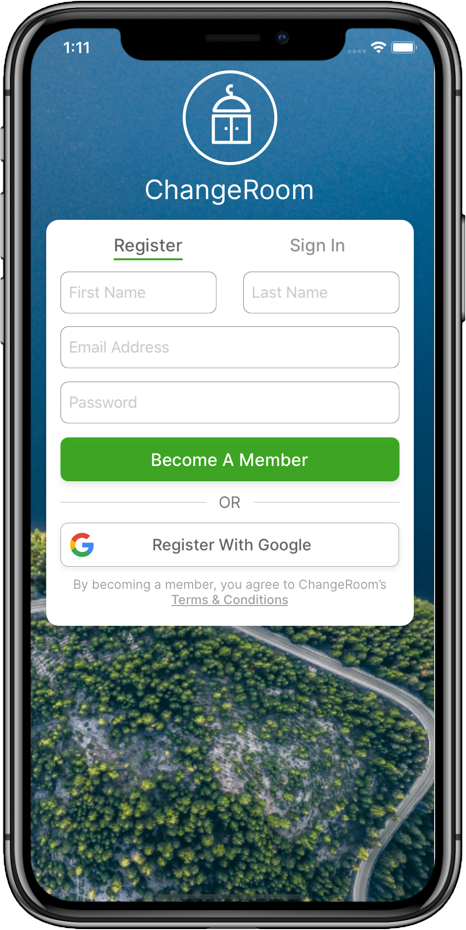 1:11
ChangeRoom
Register
Sign In
First Name
Last Name
Email Address
Password
Become A Member
OR
Register With Google
By becoming a member, you agree to ChangeRoom's
Terms & Conditions